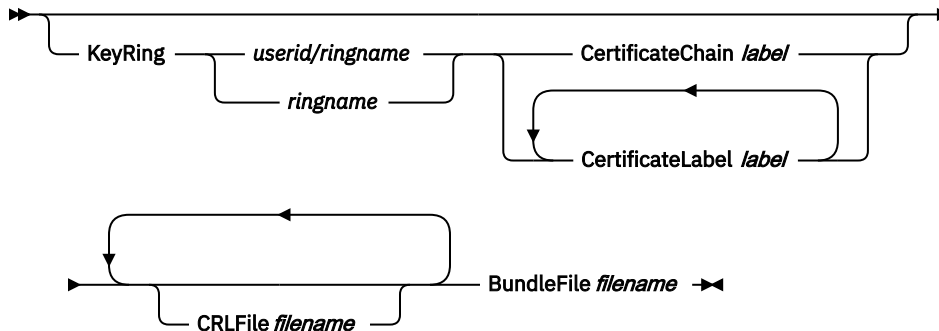 KeyRing userid/ringname CertificateChain label
ringname
CertificateLabel label
BundleFile filename
CRLFile filename